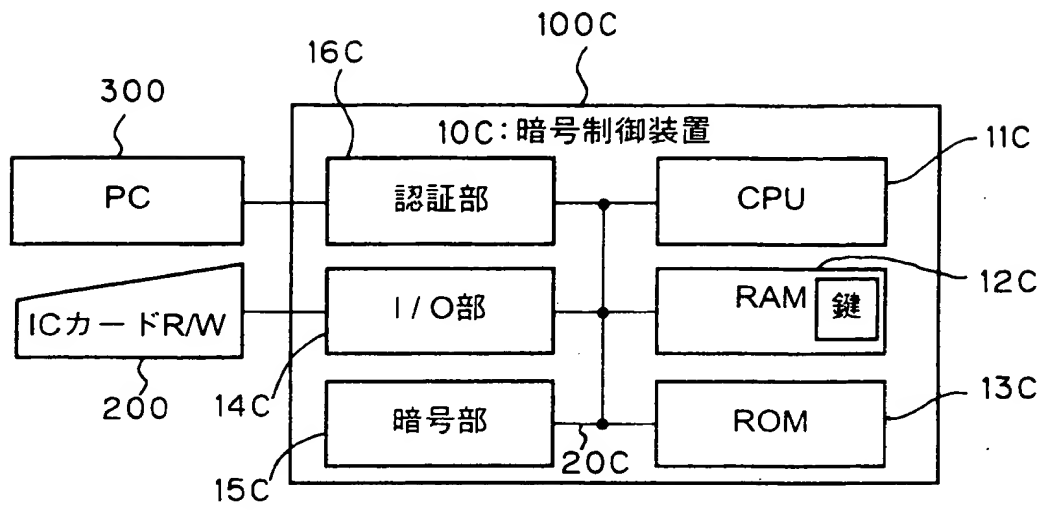 100C
16C
300
10C:暗号制御装置
11C
PC
認証部
CPU
12C
ICカードR/W
I/O部
RAM
鍵
200
14C
暗号部
20C
ROM
13C
15C